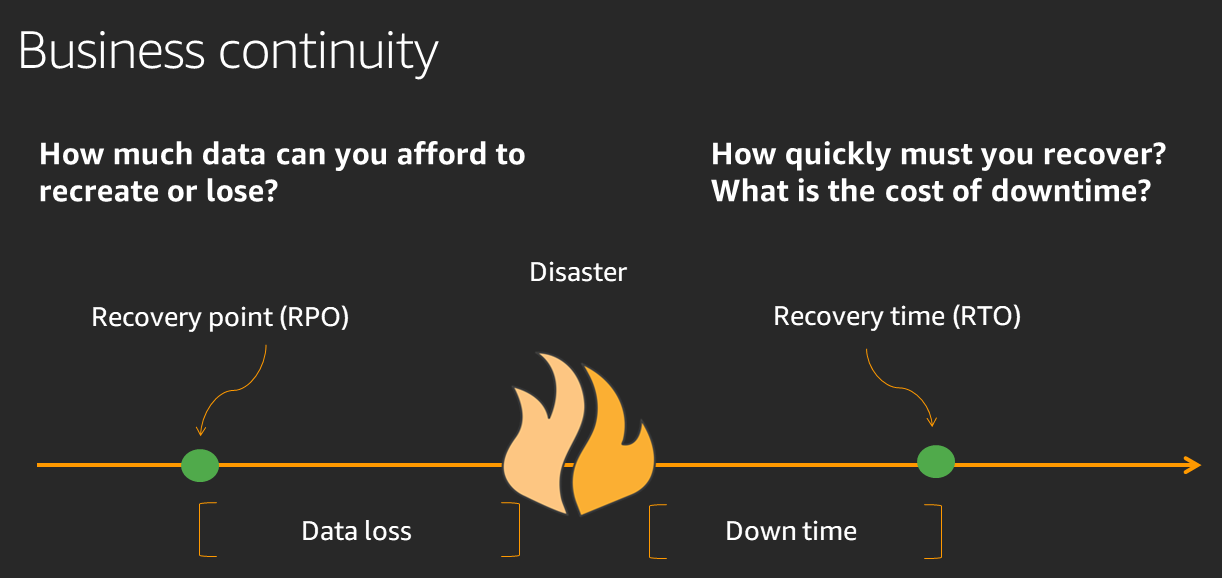 Business continuity
How much data can you afford to
recreate or lose?
How quickly must you recover?
What is the cost of downtime?
Disaster
Recovery point (RPO)
Recovery time (RTO)
Data loss
Down time